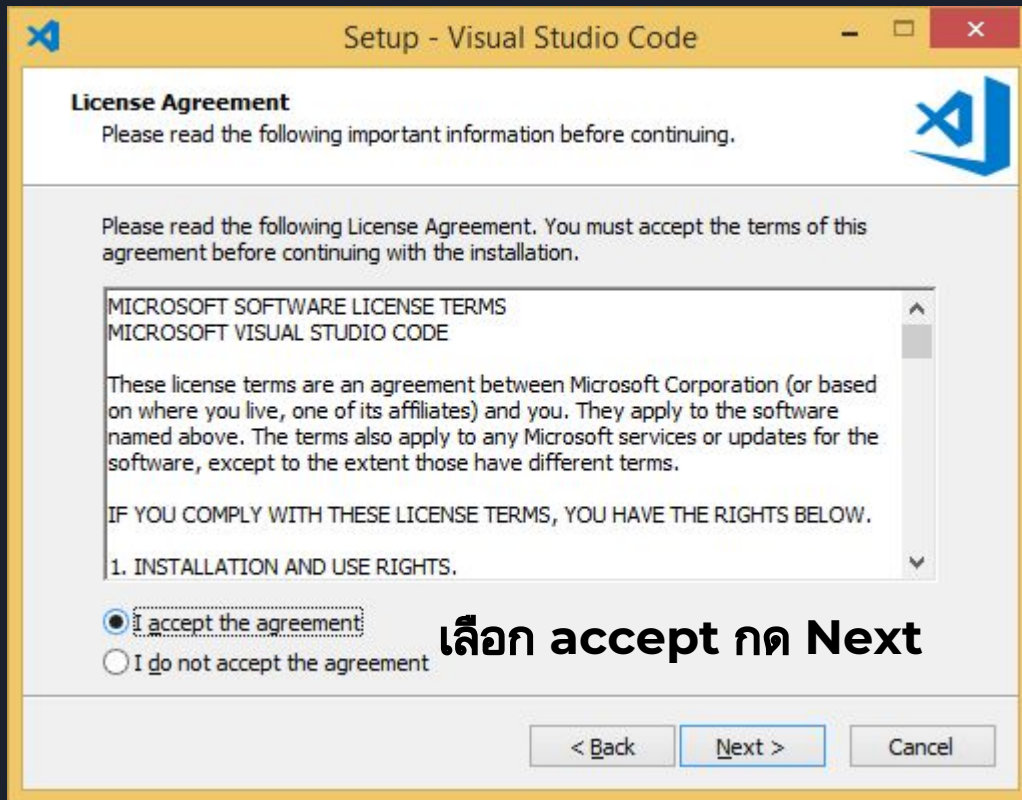 Setup - Visual Studio Code
License Agreement
Please read the following important information before continuing.
Please read the following License Agreement. You must accept the terms of this
agreement before continuing with the installation.
MICROSOFT SOFTWARE LICENSE TERMS
MICROSOFT VISUAL STUDIO CODE
These license terms are an agreement between Microsoft Corporation (or based
on where you live, one of its affiliates) and you. They apply to the software
named above. The terms also apply to any Microsoft services or updates for the
software, except to the extent those have different terms.
IF YOU COMPLY WITH THESE LICENSE TERMS, YOU HAVE THE RIGHTS BELOW.
1. INSTALLATION AND USE RIGHTS.
I accept the agreement
เลือก accept กด Next
I do not accept the agreement
< Back Next > Cancel